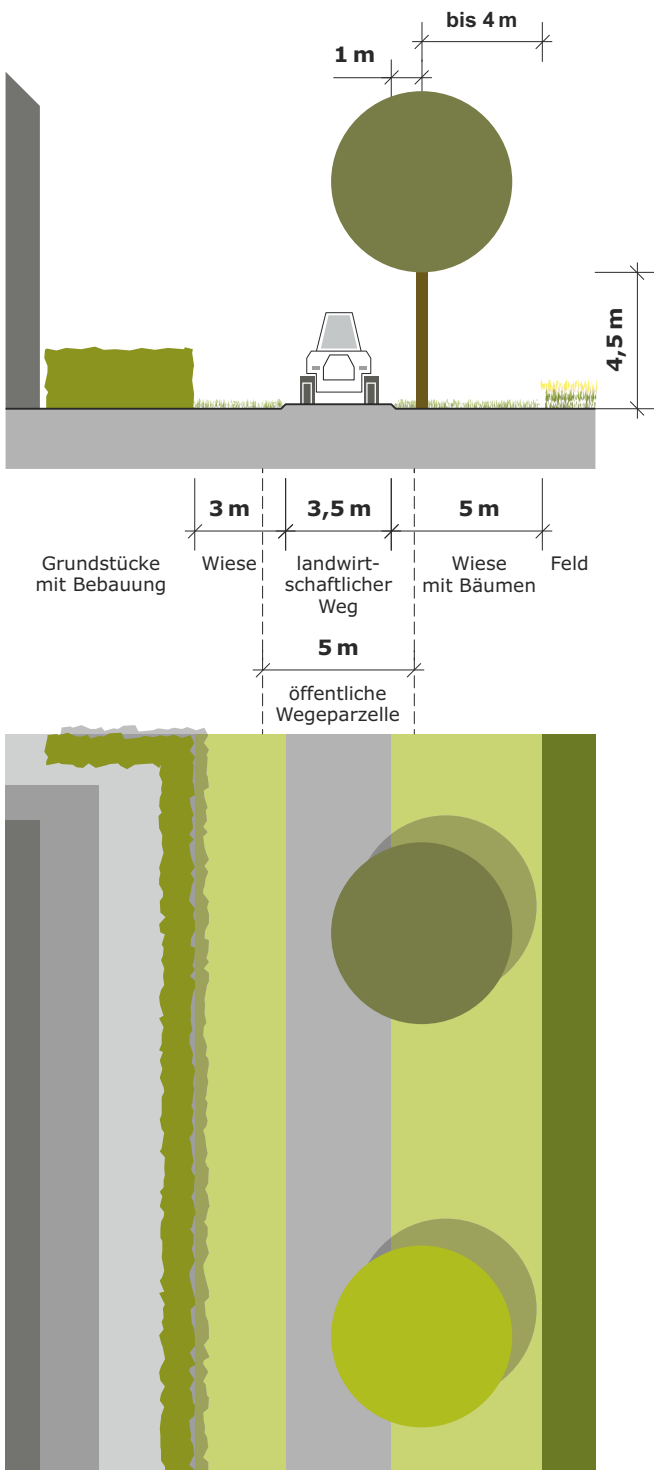 bis 4 m
1 m
4,5 m
3 m
3,5 m
5 m
Grundstücke
mit Bebauung
Wiese
landwirt-
schaftlicher
Weg
Wiese
mit Bäumen
Feld
5 m
öffentliche
Wegeparzelle